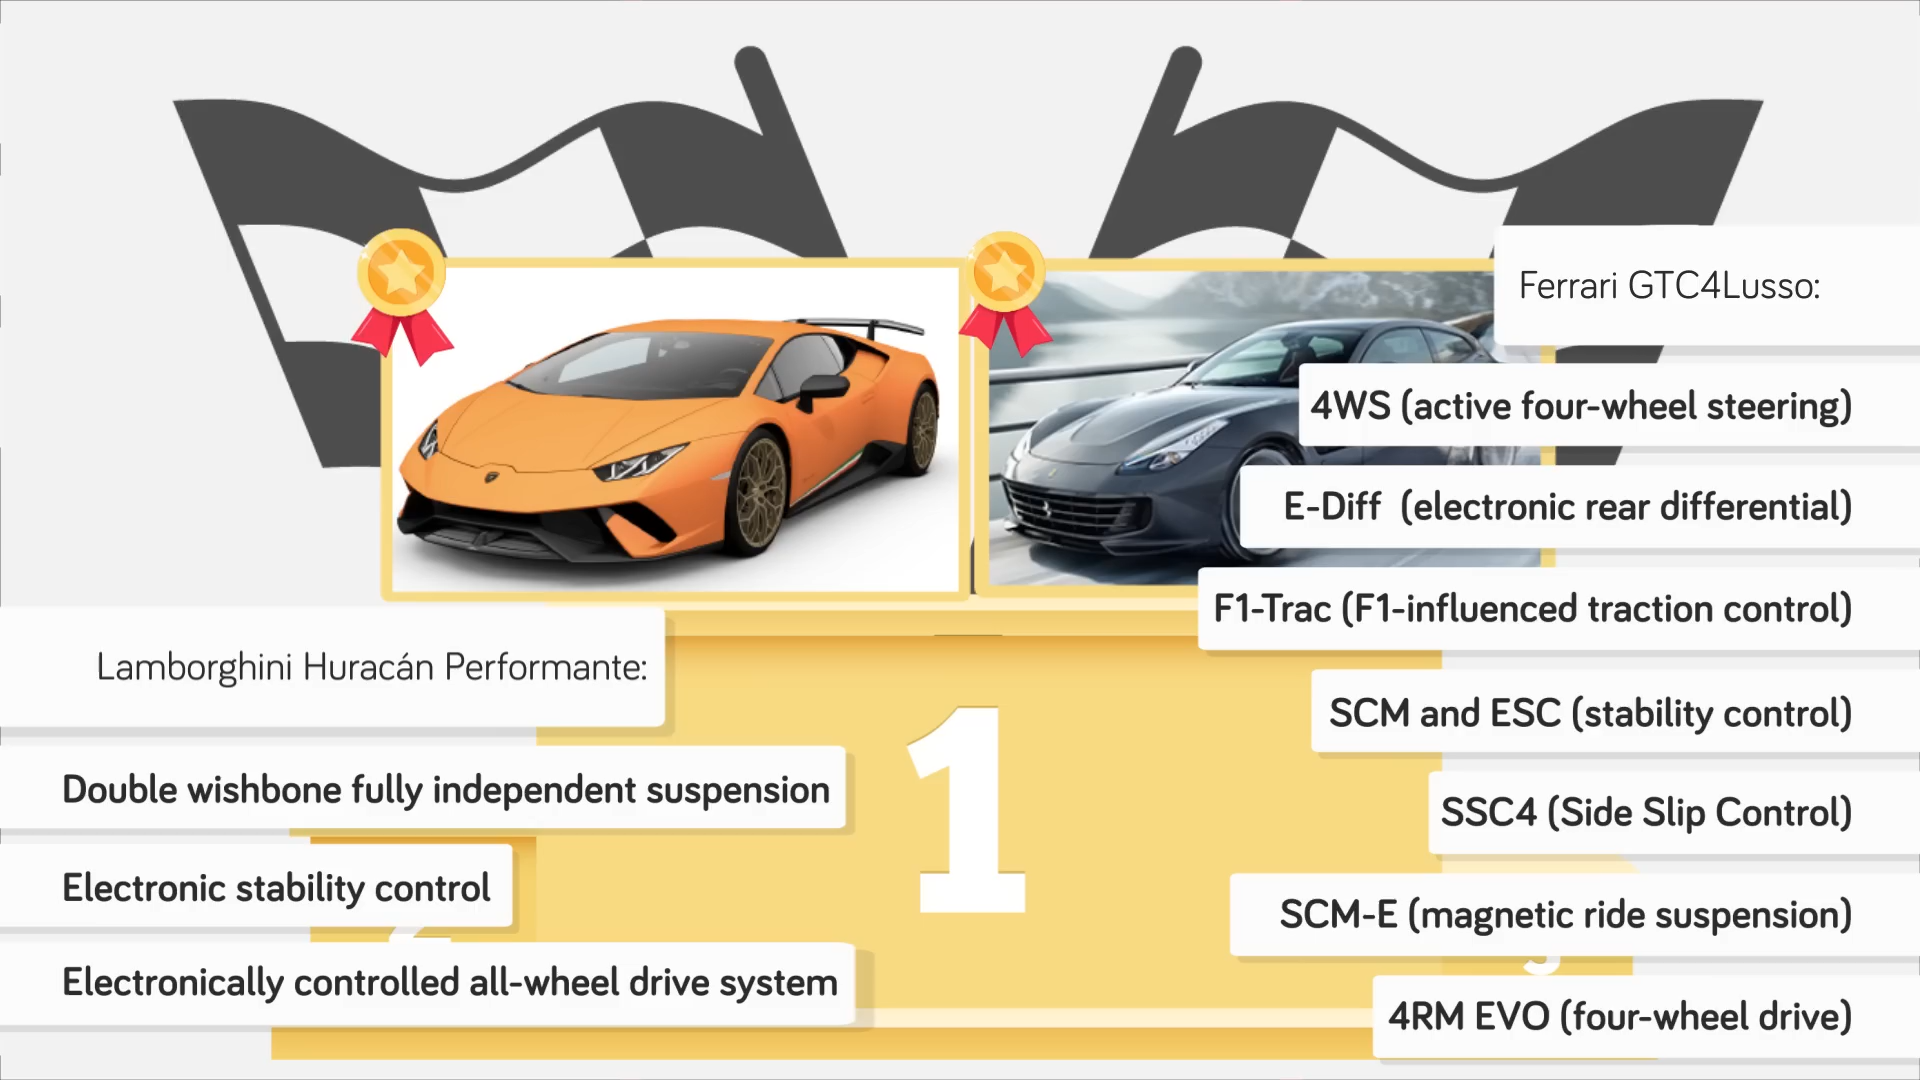 Ferrari GTC4Lusso:
4WS (active four-wheel steering)
E-Diff (electronic rear differential)
F1-Trac (F1-influenced traction control)
SCM and ESC (stability control)
SSC4 (Side Slip Control)
SCM-E (magnetic ride suspension)
4RM EVO (four-wheel drive)
Lamborghini Huracán Performante:
Double wishbone fully independent suspension
Electronic stability control
Electronically controlled all-wheel drive system
1